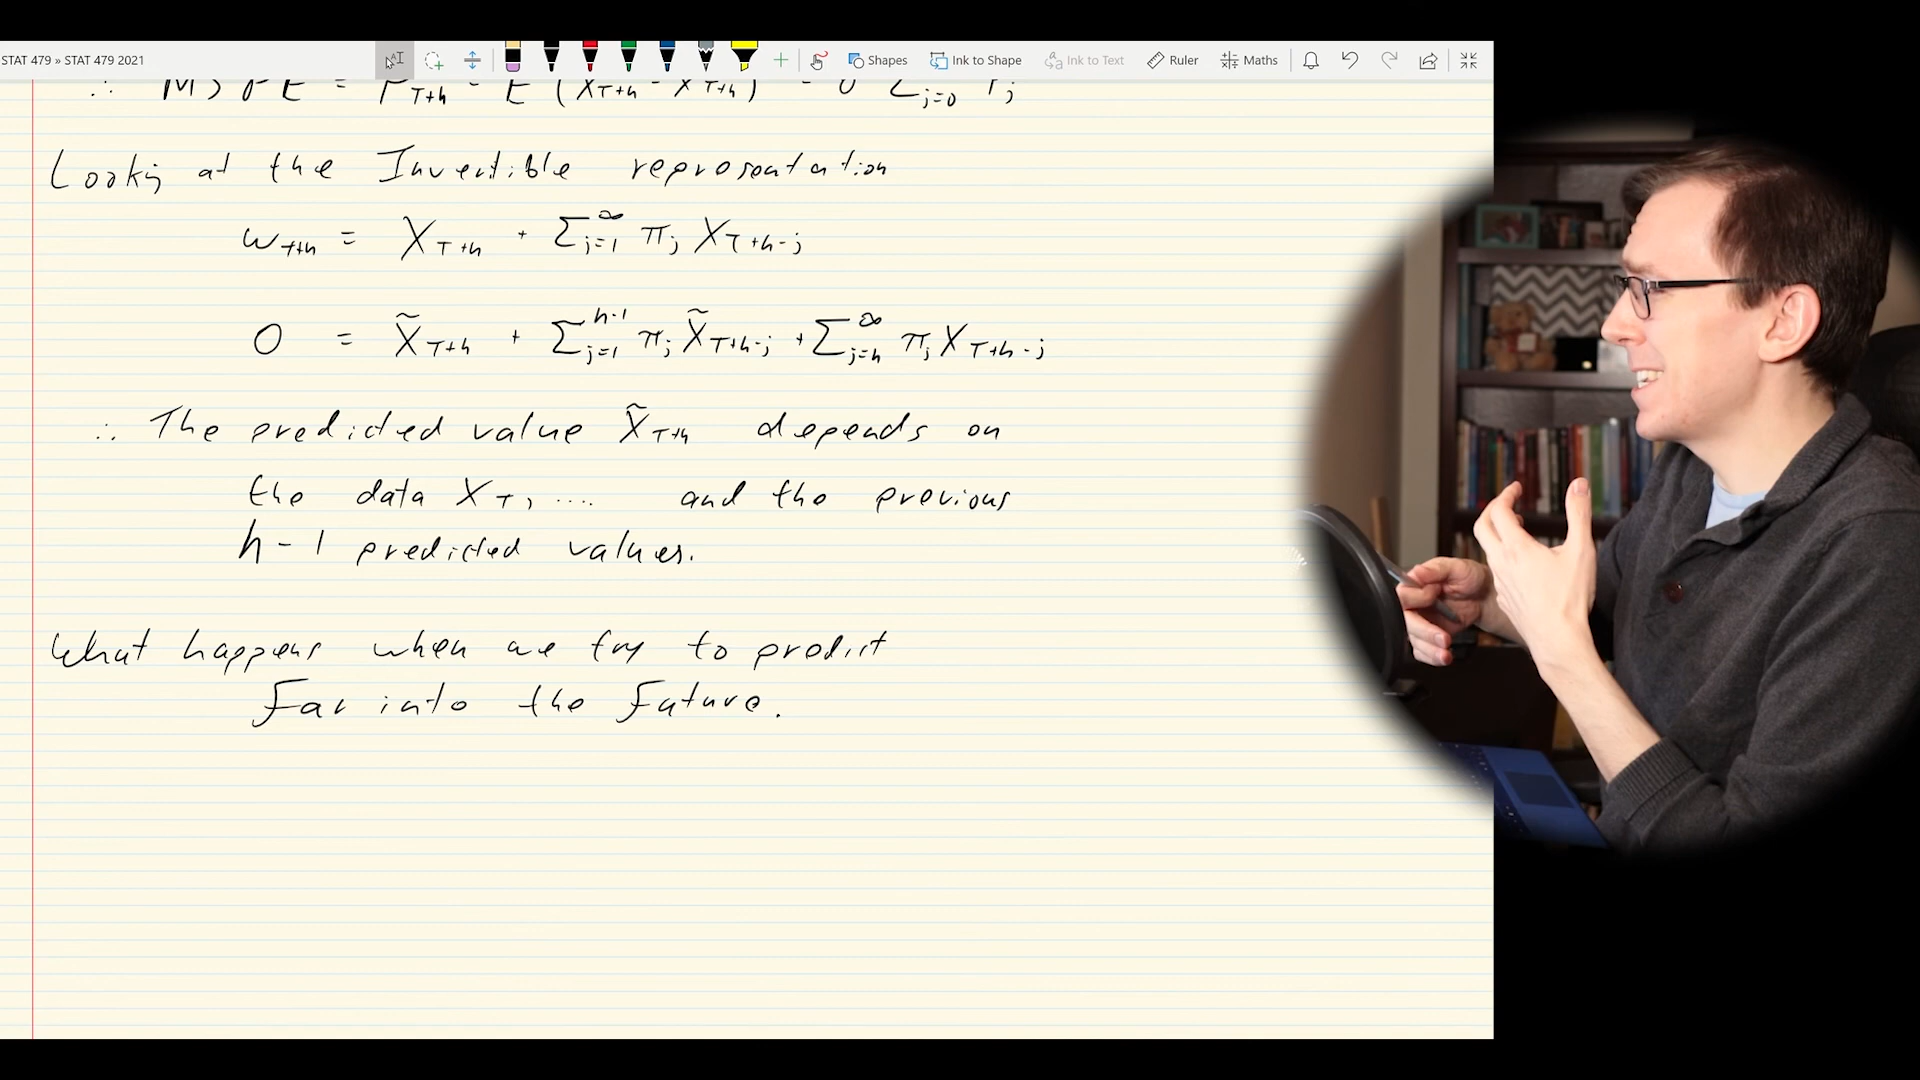 STAT 479 » STAT 479 2021
Shapes Ink to Shape Ink to Text Ruler Maths
∴ MSPE = P_{T+h} = E (X_{T+h} - X̃_{T+h})
Looking at the Invertible representation
w_{T+h} = X_{T+h} + Σ_{j=1}^{∞} π_j X_{T+h-j}
0 = X̃_{T+h} + Σ_{j=1}^{h-1} π_j X̃_{T+h-j} + Σ_{j=h}^{∞} π_j X_{T+h-j}
∴ The predicted value X̃_{T+h} depends on
the data X_T, .... and the previous
h-1 predicted values.
What happens when we try to predict
far into the future.